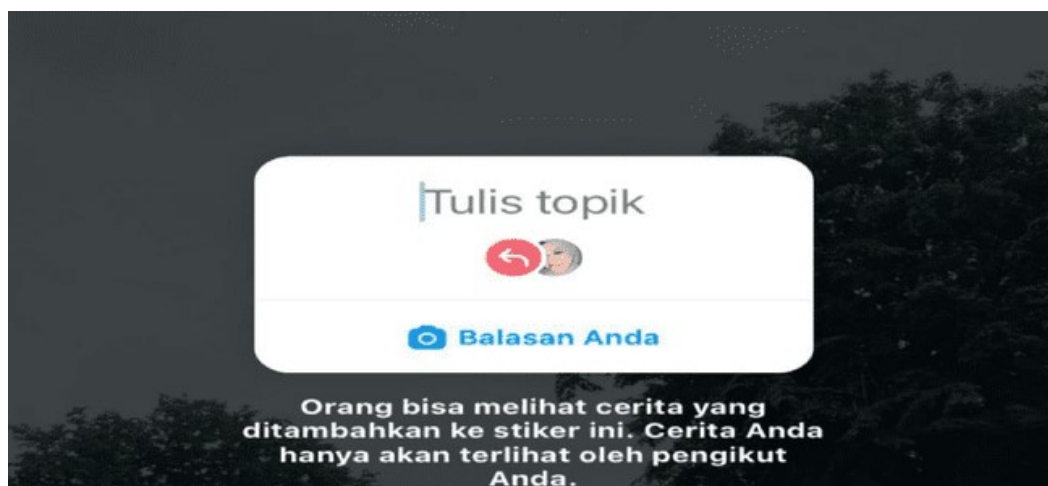 Tulis topik
Balasan Anda
Orang bisa melihat cerita yang
ditambahkan ke stiker ini. Cerita Anda
hanya akan terlihat oleh pengikut
Anda.